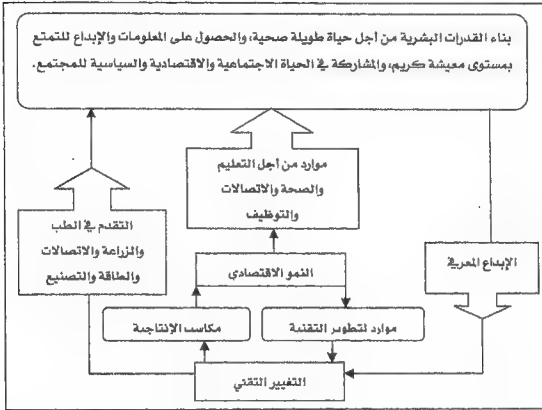 بناء القدرات البشرية من أجل حياة طويلة صحية، والحصول على المعلومات والإبداع للتمتع
بمستوى معيشة كريم، والمشاركة في الحياة الاجتماعية والاقتصادية والسياسية للمجتمع.
موارد من أجل التعليم
والصحة والاتصالات
والتوظيف
التقدم في الطب
والزراعة والاتصالات
والطاقة والتصنيع
الإبداع المعرفي
النمو الاقتصادي
موارد لتطوير التقنية
مكاسب الإنتاجية
التغيير التقني